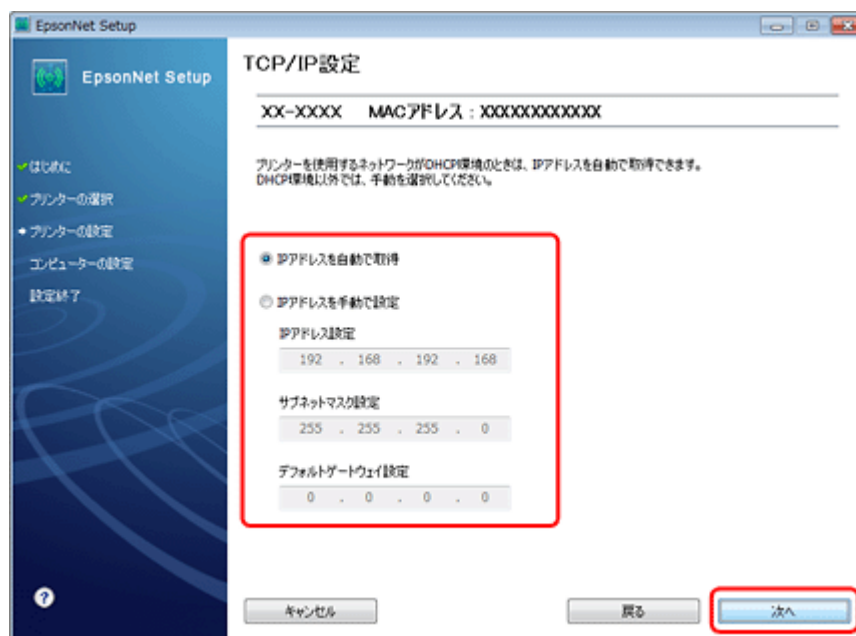 EpsonNet Setup
EpsonNet Setup
はじめに
プリンターの選択
プリンターの設定
コンピューターの設定
設定終了
TCP/IP設定
XX-XXXX MACアドレス:XXXXXXXXXXXX
プリンターを使用するネットワークがDHCP環境のときは、IPアドレスを自動で取得できます。
DHCP環境以外では、手動を選択してください。
IPアドレスを自動で取得
IPアドレスを手動で設定
IPアドレス設定
192 . 168 . 192 . 168
サブネットマスク設定
255 . 255 . 255 . 0
デフォルトゲートウェイ設定
0 . 0 . 0 . 0
?
キャンセル 戻る 次へ